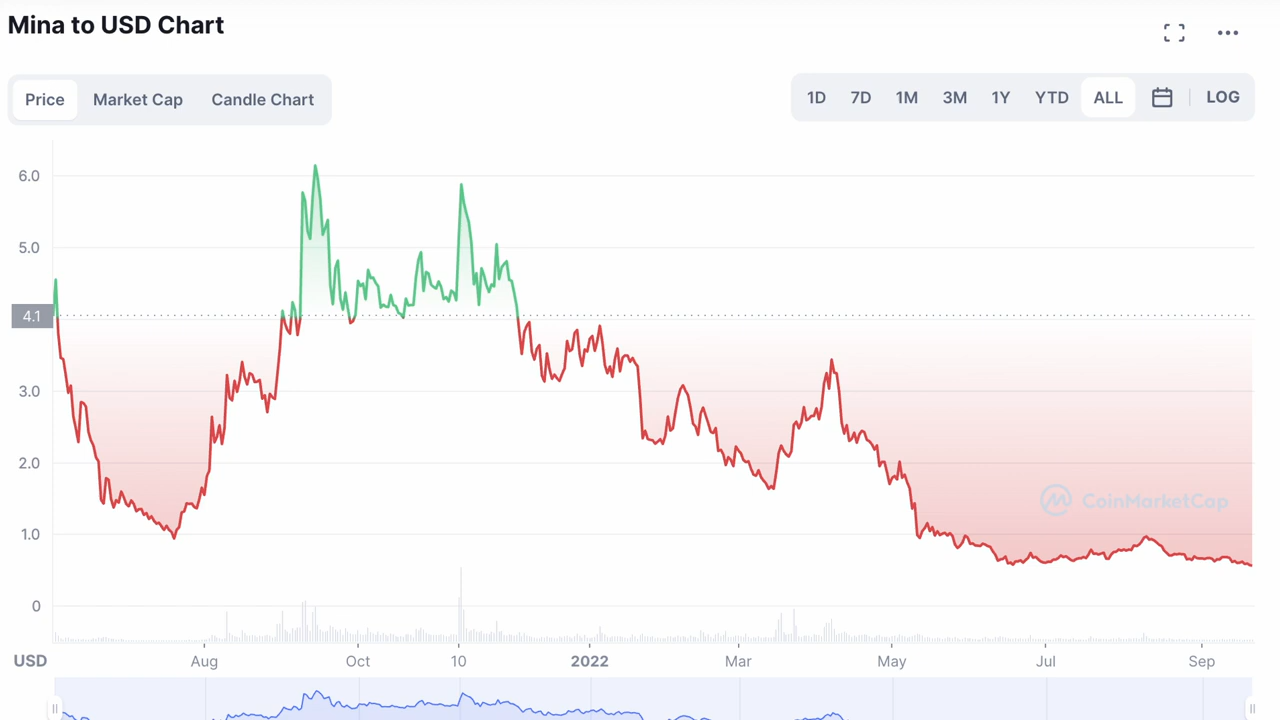 Mina to USD Chart
Price Market Cap Candle Chart
1D 7D 1M 3M 1Y YTD ALL LOG
6.0
5.0
4.1
3.0
2.0
CoinMarketCap
1.0
0
USD Aug Oct 10 2022 Mar May Jul Sep